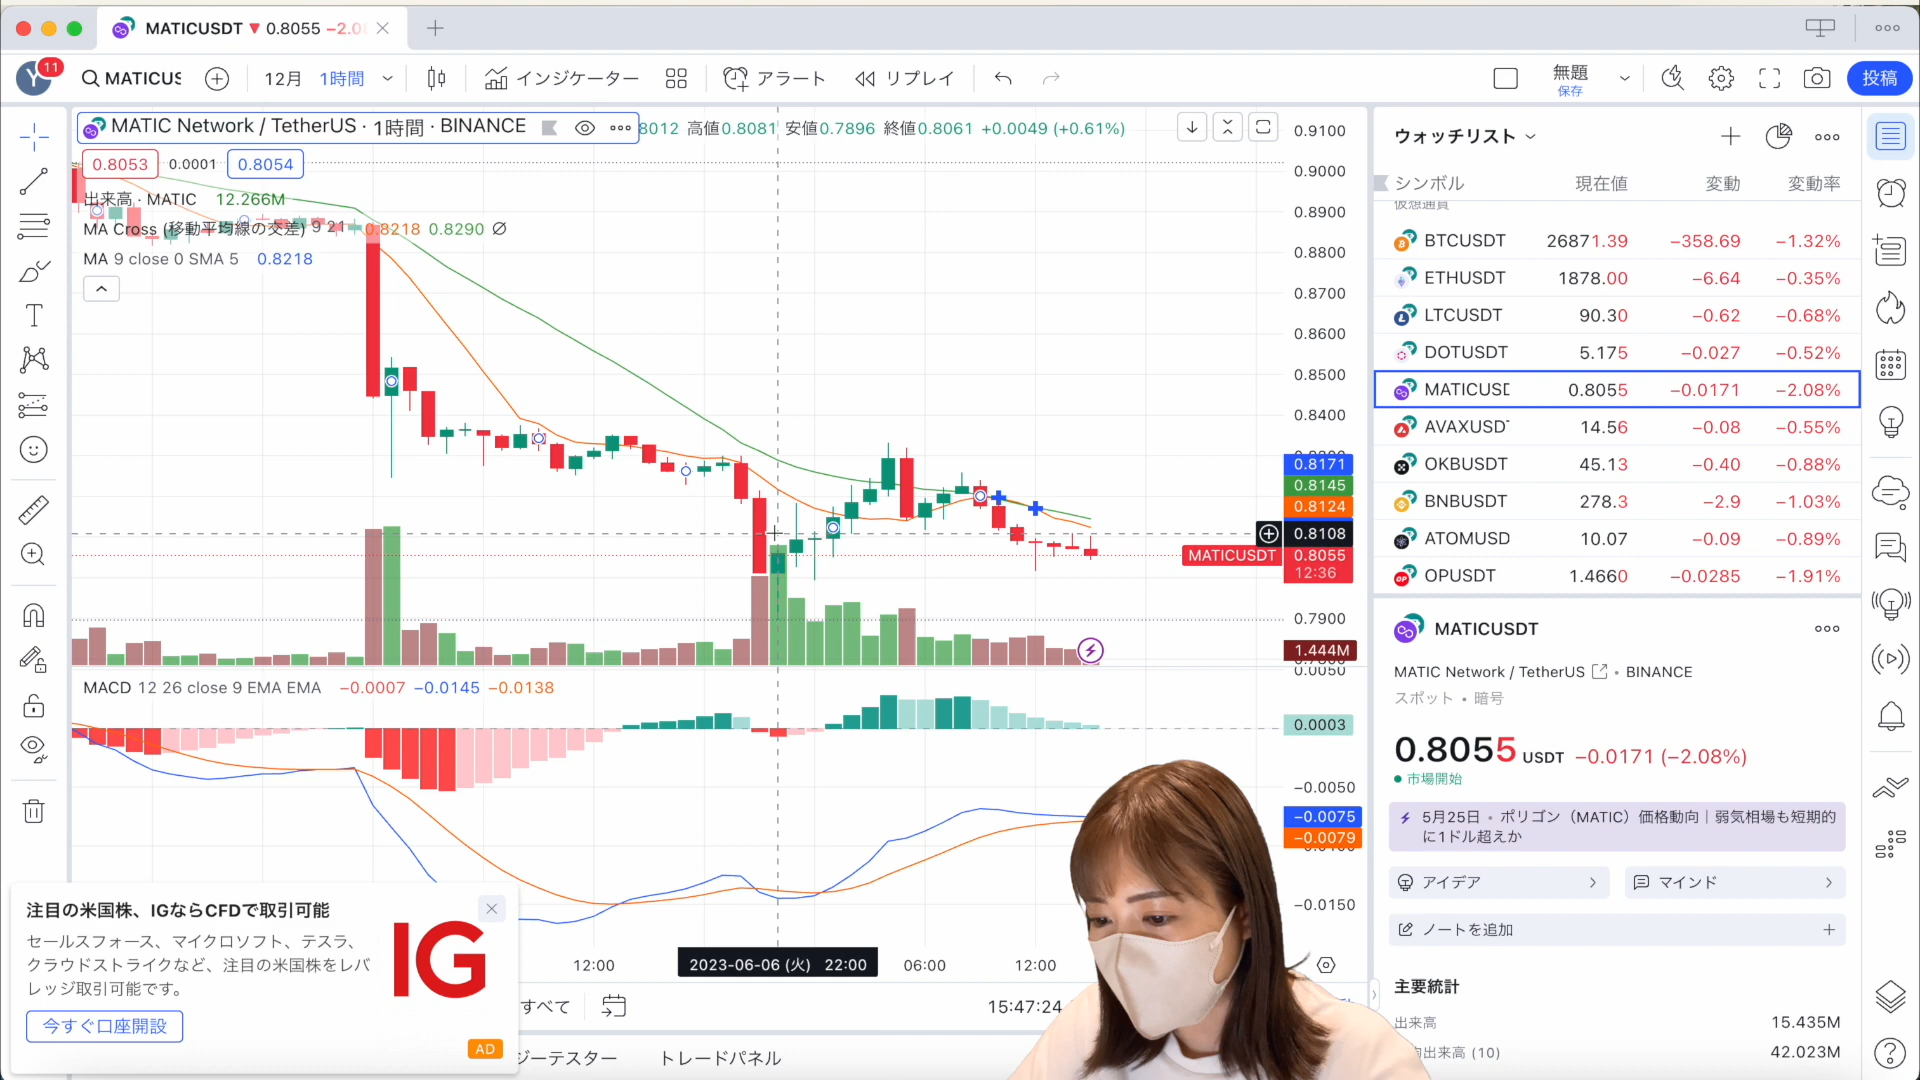 MATICUSDT ▼ 0.8055 −2.0
Y 11 MATICUS 12月 1時間 インジケーター アラート リプレイ 無題 保存 投稿
MATIC Network / TetherUS · 1時間 · BINANCE 8012 高値0.8081 安値0.7896 終値0.8061 +0.0049 (+0.61%)
0.8053 0.0001 0.8054
出来高 · MATIC 12.266M
MA Cross (移動平均線の交差) 9 21 0.8218 0.8290 ∅
MA 9 close 0 SMA 5 0.8218
0.9100
0.9000
0.8900
0.8800
0.8700
0.8600
0.8500
0.8400
0.8171
0.8145
0.8124
0.8108
MATICUSDT 0.8055
12:36
0.7900
1.444M
0.0050
MACD 12 26 close 9 EMA EMA −0.0007 −0.0145 −0.0138
0.0003
−0.0050
−0.0075
−0.0079
−0.0150
12:00 2023-06-06 (火) 22:00 06:00 12:00
すべて 15:47:24
ジーテスター トレードパネル
注目の米国株、IGならCFDで取引可能
セールスフォース、マイクロソフト、テスラ、
クラウドストライクなど、注目の米国株をレバ
レッジ取引可能です。
今すぐ口座開設
IG
AD
ウォッチリスト
シンボル 現在値 変動 変動率
仮想通貨
BTCUSDT 26871.39 −358.69 −1.32%
ETHUSDT 1878.00 −6.64 −0.35%
LTCUSDT 90.30 −0.62 −0.68%
DOTUSDT 5.175 −0.027 −0.52%
MATICUSD 0.8055 −0.0171 −2.08%
AVAXUSDT 14.56 −0.08 −0.55%
OKBUSDT 45.13 −0.40 −0.88%
BNBUSDT 278.3 −2.9 −1.03%
ATOMUSD 10.07 −0.09 −0.89%
OPUSDT 1.4660 −0.0285 −1.91%
MATICUSDT
MATIC Network / TetherUS • BINANCE
スポット • 暗号
0.8055 USDT −0.0171 (−2.08%)
市場開始
5月25日 • ポリゴン（MATIC）価格動向｜弱気相場も短期的
に1ドル超えか
アイデア マインド
ノートを追加
主要統計
出来高 15.435M
出来高 (10) 42.023M